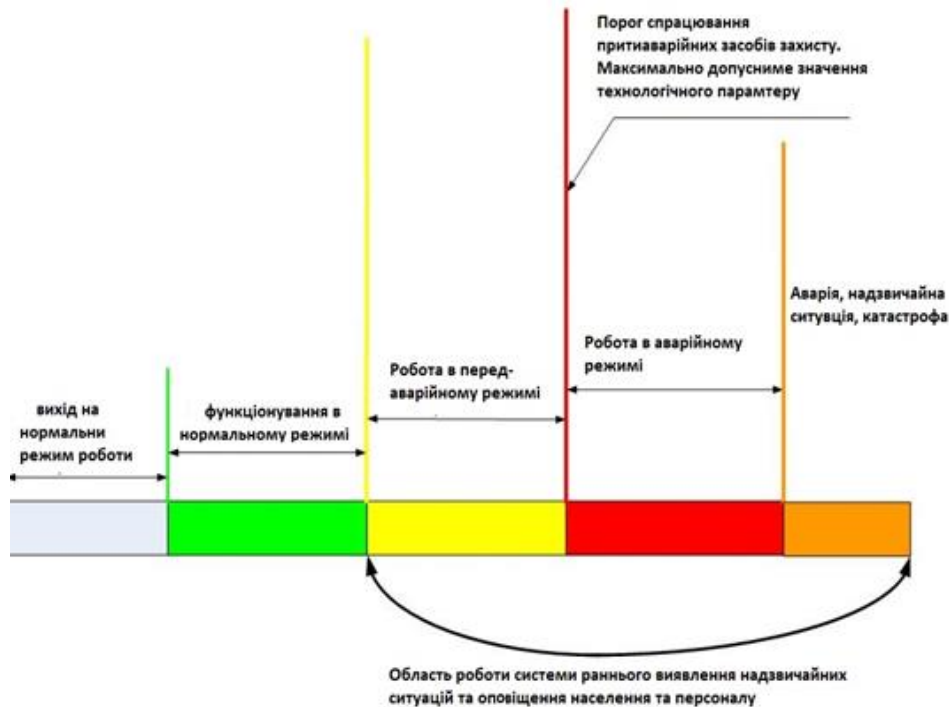 Порог спрацювання
притиаварійних засобів захисту.
Максимально допусниме значення
технологічного парамтеру
Аварія, надзвичайна
ситувція, катастрофа
Робота в аварійному
режимі
Робота в перед-
аварійному режимі
функціонування в
нормальному режимі
вихід на
нормальни
режим роботи
Область роботи системи раннього виявлення надзвичайних
ситуацій та оповіщення населення та персоналу